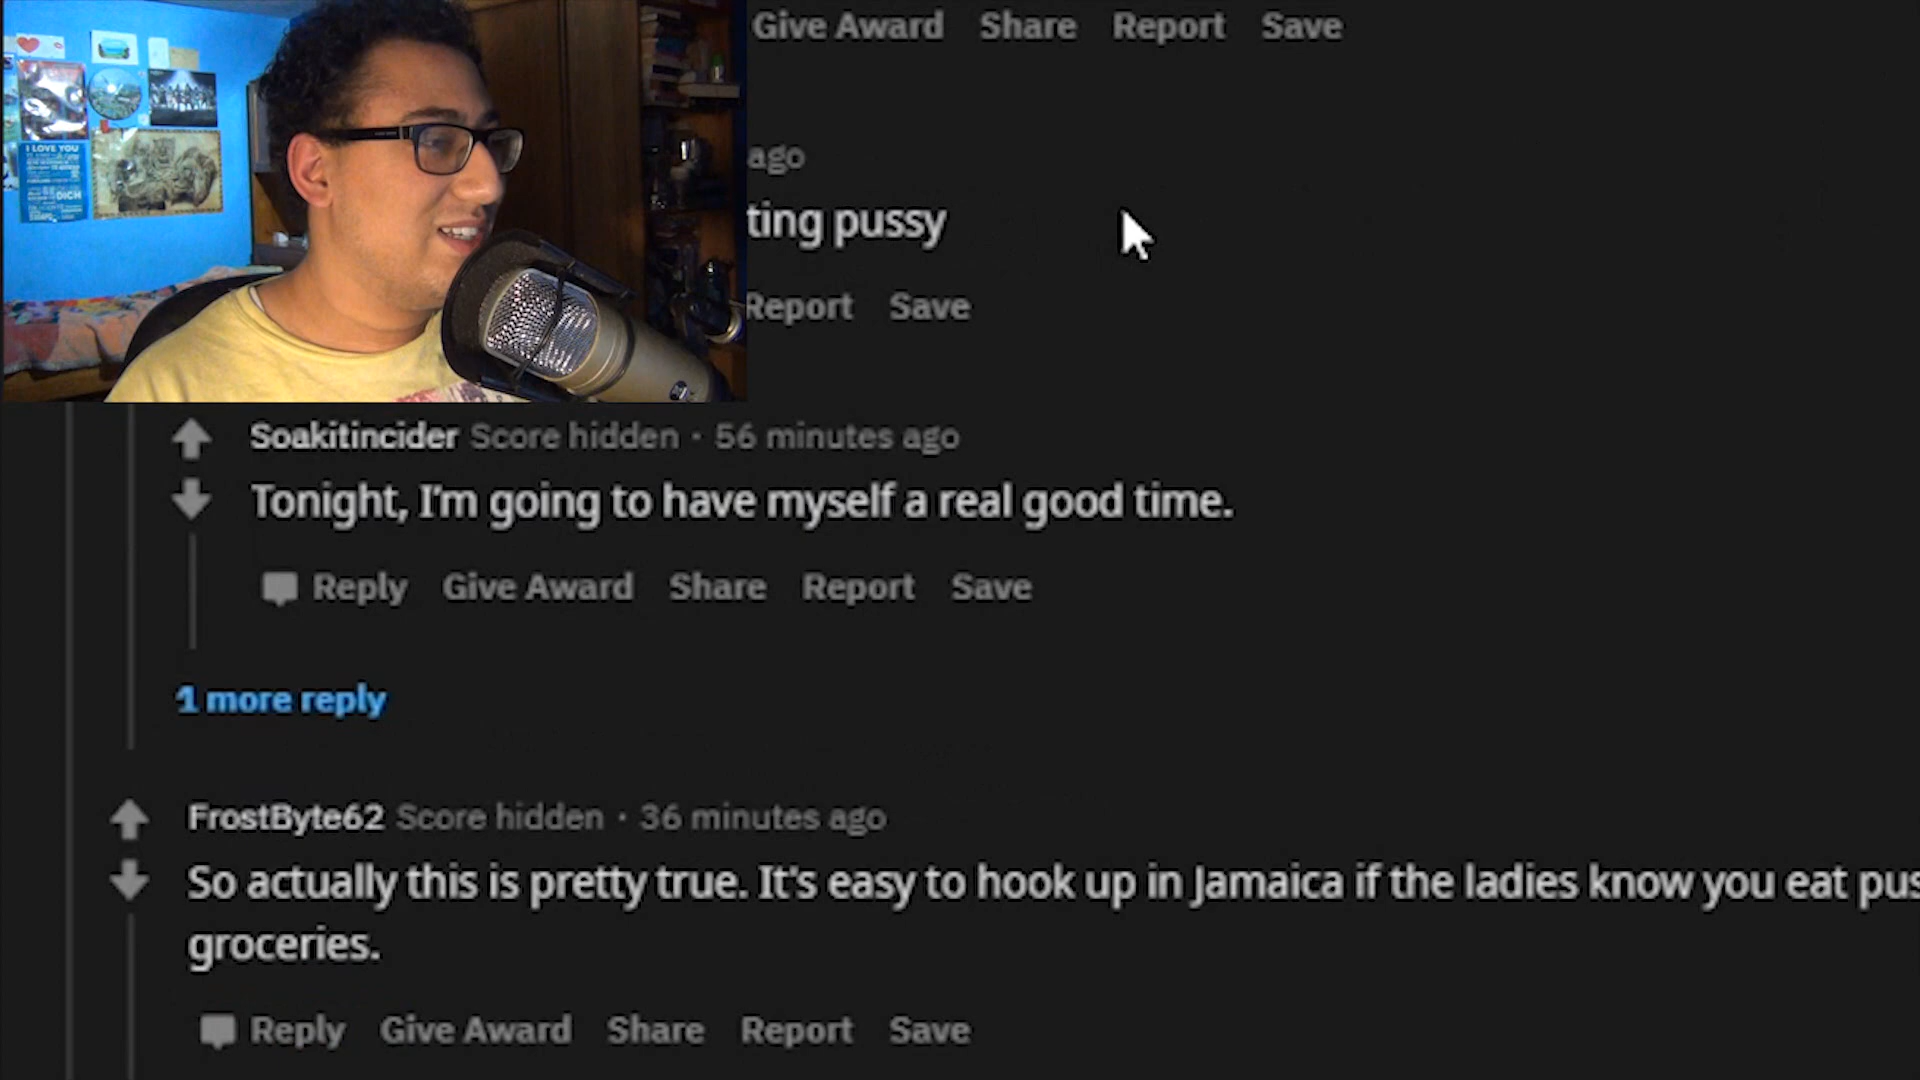 Give Award Share Report Save
ago
ting pussy
Report Save
I LOVE YOU
DICH
Soakitincider Score hidden · 56 minutes ago
Tonight, I'm going to have myself a real good time.
Reply Give Award Share Report Save
1 more reply
FrostByte62 Score hidden · 36 minutes ago
So actually this is pretty true. It's easy to hook up in Jamaica if the ladies know you eat pus
groceries.
Reply Give Award Share Report Save